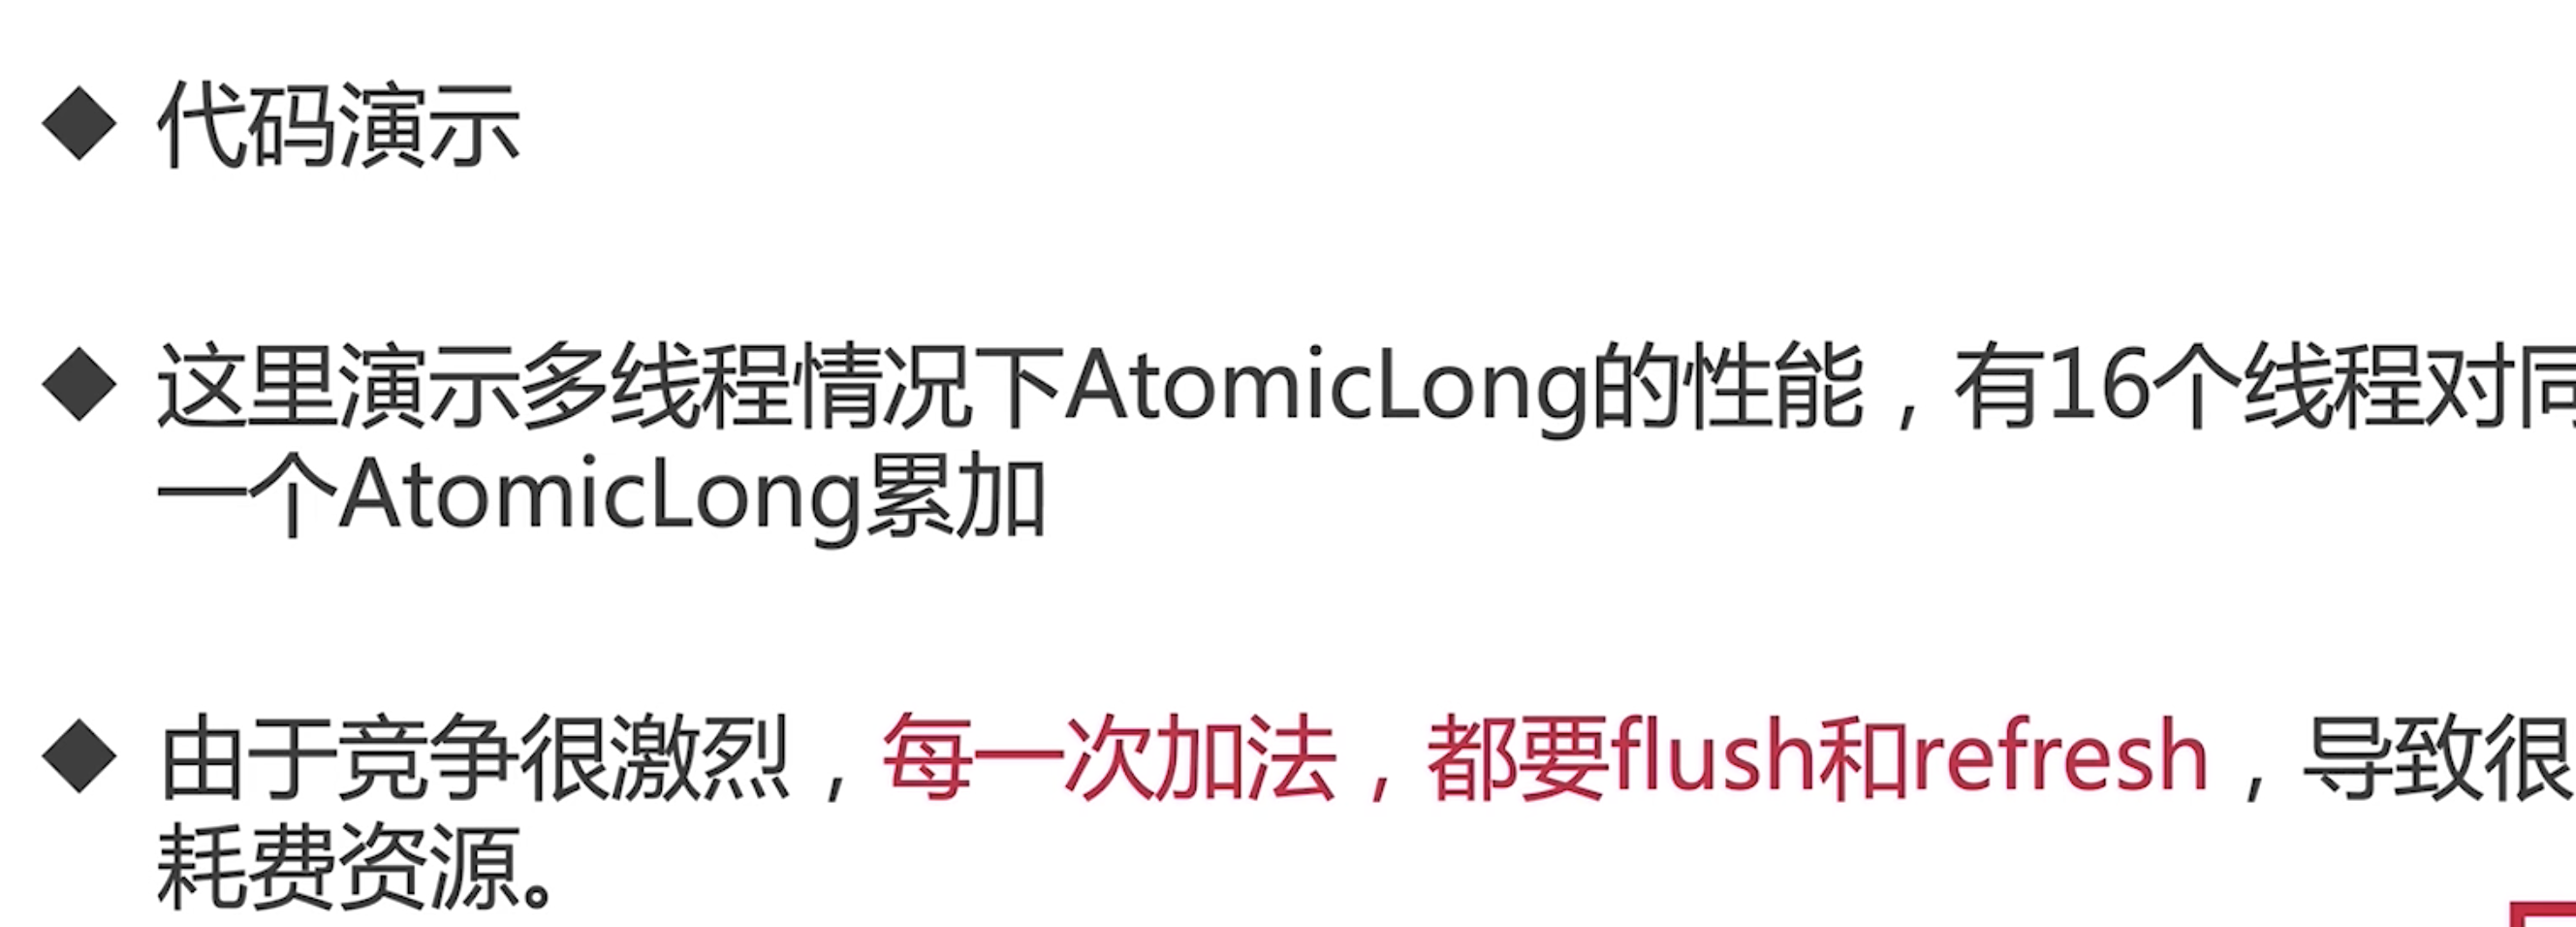 ◆ 代码演示
◆ 这里演示多线程情况下AtomicLong的性能，有16个线程对同
一个AtomicLong累加
◆ 由于竞争很激烈，每一次加法，都要flush和refresh，导致很
耗费资源。